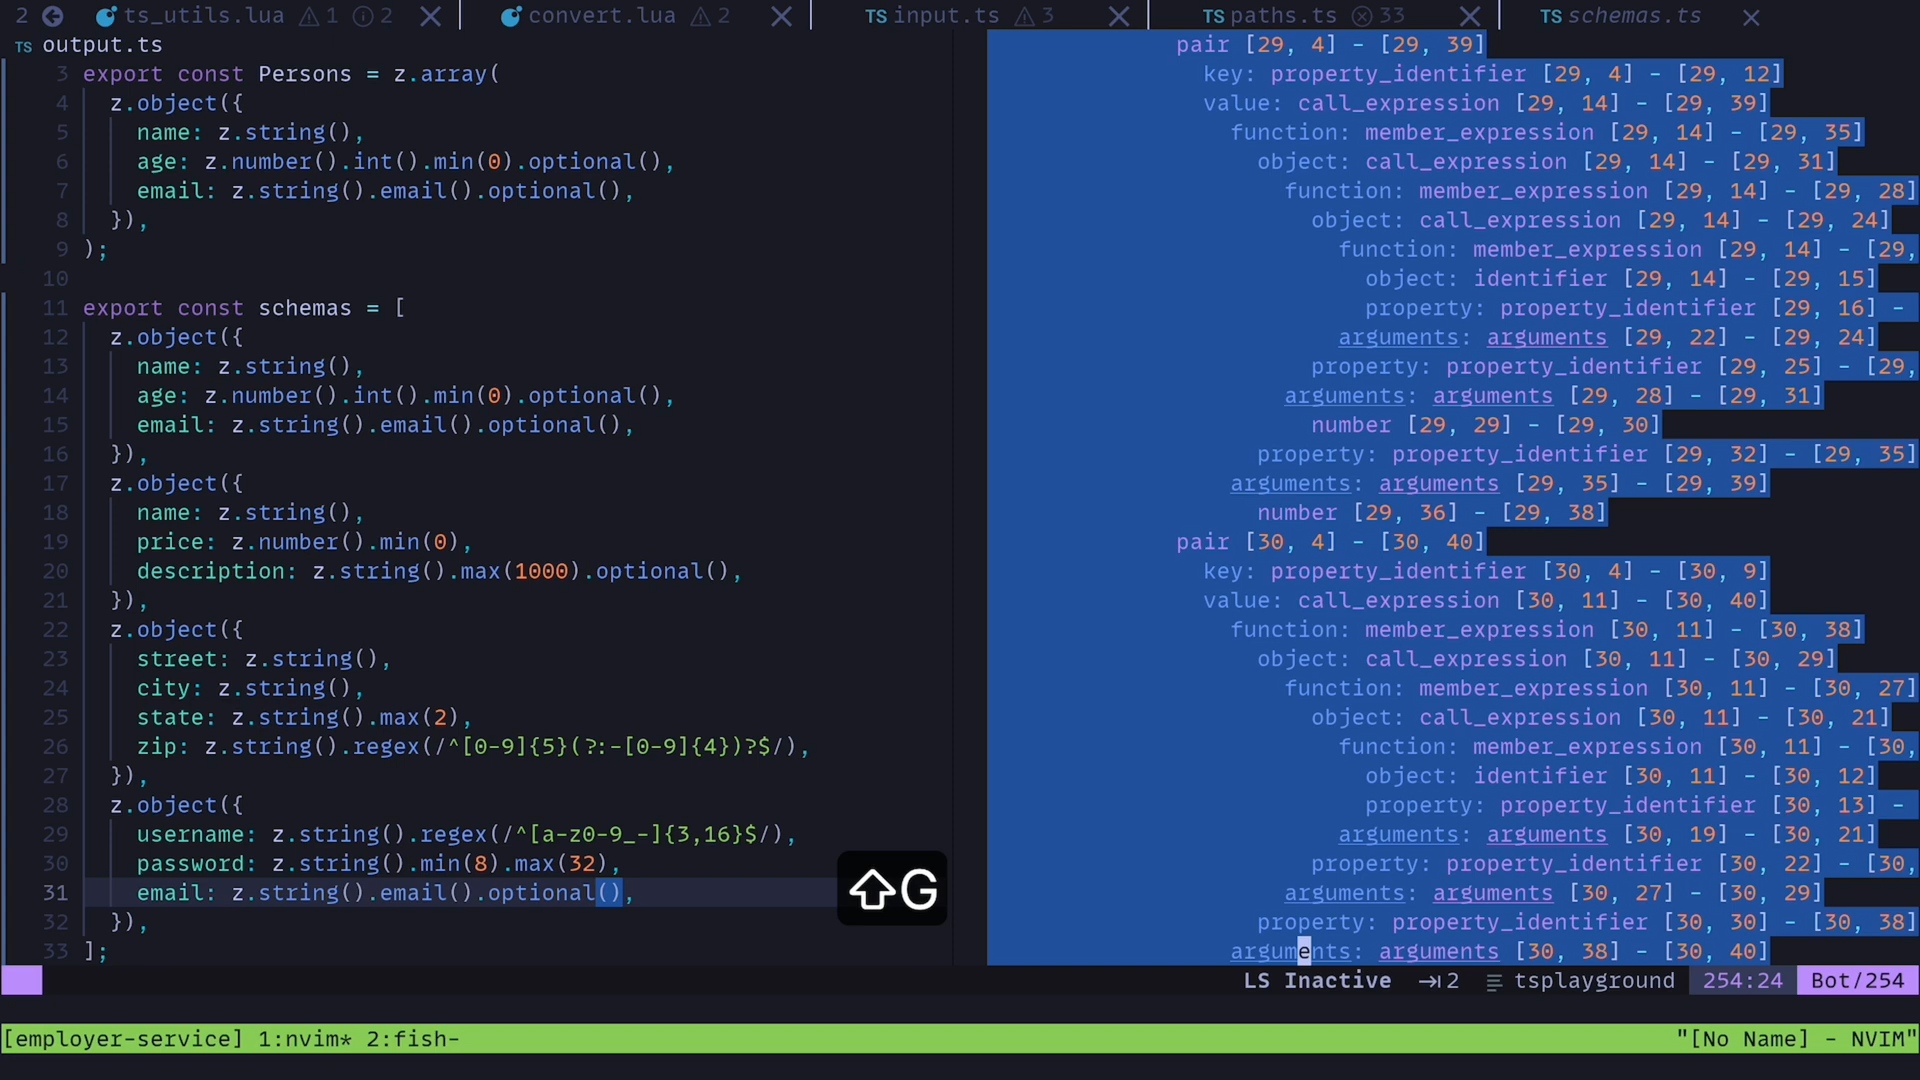 2 ts_utils.lua 1 2 convert.lua 2 TS input.ts 3 TS paths.ts 33 TS schemas.ts
TS output.ts
3 export const Persons = z.array(
4 z.object({
5 name: z.string(),
6 age: z.number().int().min(0).optional(),
7 email: z.string().email().optional(),
8 }),
9 );
10
11 export const schemas = [
12 z.object({
13 name: z.string(),
14 age: z.number().int().min(0).optional(),
15 email: z.string().email().optional(),
16 }),
17 z.object({
18 name: z.string(),
19 price: z.number().min(0),
20 description: z.string().max(1000).optional(),
21 }),
22 z.object({
23 street: z.string(),
24 city: z.string(),
25 state: z.string().max(2),
26 zip: z.string().regex(/^[0-9]{5}(?:-[0-9]{4})?$/),
27 }),
28 z.object({
29 username: z.string().regex(/^[a-z0-9_-]{3,16}$/),
30 password: z.string().min(8).max(32),
31 email: z.string().email().optional(),
32 }),
33 ];
pair [29, 4] - [29, 39]
key: property_identifier [29, 4] - [29, 12]
value: call_expression [29, 14] - [29, 39]
function: member_expression [29, 14] - [29, 35]
object: call_expression [29, 14] - [29, 31]
function: member_expression [29, 14] - [29, 28]
object: call_expression [29, 14] - [29, 24]
function: member_expression [29, 14] - [29,
object: identifier [29, 14] - [29, 15]
property: property_identifier [29, 16] -
arguments: arguments [29, 22] - [29, 24]
property: property_identifier [29, 25] - [29,
arguments: arguments [29, 28] - [29, 31]
number [29, 29] - [29, 30]
property: property_identifier [29, 32] - [29, 35]
arguments: arguments [29, 35] - [29, 39]
number [29, 36] - [29, 38]
pair [30, 4] - [30, 40]
key: property_identifier [30, 4] - [30, 9]
value: call_expression [30, 11] - [30, 40]
function: member_expression [30, 11] - [30, 38]
object: call_expression [30, 11] - [30, 29]
function: member_expression [30, 11] - [30, 27]
object: call_expression [30, 11] - [30, 21]
function: member_expression [30, 11] - [30,
object: identifier [30, 11] - [30, 12]
property: property_identifier [30, 13] -
arguments: arguments [30, 19] - [30, 21]
property: property_identifier [30, 22] - [30,
arguments: arguments [30, 27] - [30, 29]
property: property_identifier [30, 30] - [30, 38]
arguments: arguments [30, 38] - [30, 40]
⇧G
LS Inactive ⇥2 tsplayground 254:24 Bot/254
[employer-service] 1:nvim* 2:fish- "[No Name] - NVIM"